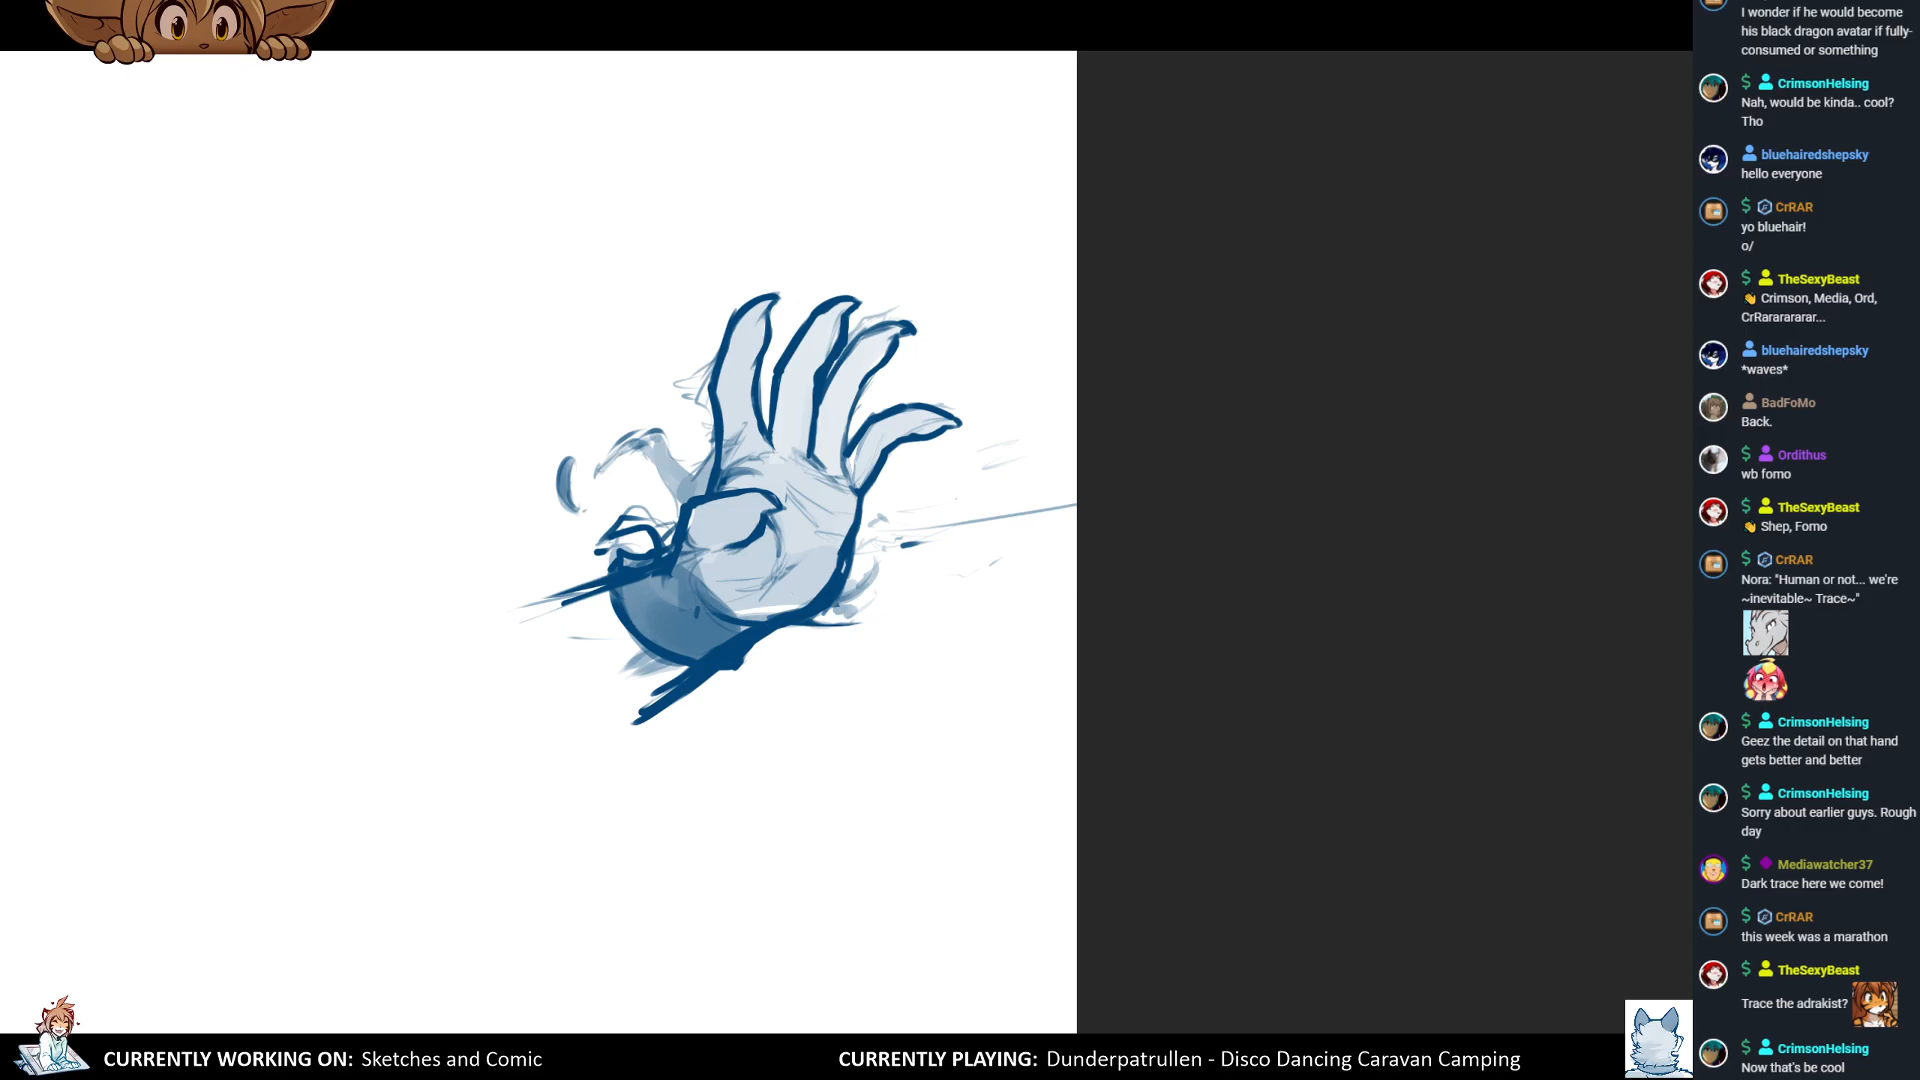 I wonder if he would become
his black dragon avatar if fully-
consumed or something
$ CrimsonHelsing
Nah, would be kinda.. cool?
Tho
bluehairedshepsky
hello everyone
$ CrRAR
yo bluehair!
o/
$ TheSexyBeast
👋 Crimson, Media, Ord,
CrRarararararar...
bluehairedshepsky
*waves*
BadFoMo
Back.
$ Ordithus
wb fomo
$ TheSexyBeast
👋 Shep, Fomo
$ CrRAR
Nora: "Human or not... we're
~inevitable~ Trace~"
$ CrimsonHelsing
Geez the detail on that hand
gets better and better
$ CrimsonHelsing
Sorry about earlier guys. Rough
day
$ Mediawatcher37
Dark trace here we come!
$ CrRAR
this week was a marathon
$ TheSexyBeast
Trace the adrakist?
$ CrimsonHelsing
Now that's be cool
CURRENTLY WORKING ON: Sketches and Comic
CURRENTLY PLAYING: Dunderpatrullen - Disco Dancing Caravan Camping